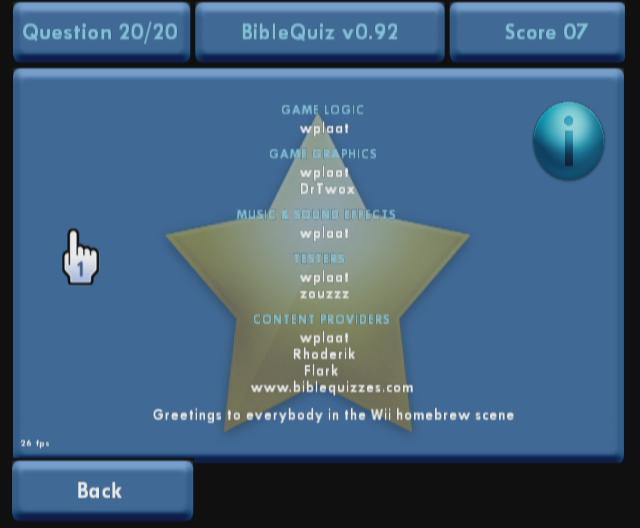 Question 20/20
BibleQuiz v0.92
Score 07
GAME LOGIC
wplaat
GAME GRAPHICS
wplaat
DrTwox
MUSIC & SOUND EFFECTS
wplaat
TESTERS
wplaat
zouzzz
CONTENT PROVIDERS
wplaat
Rhoderik
Flark
www.biblequizzes.com
Greetings to everybody in the Wii homebrew scene
1
26 fps
Back